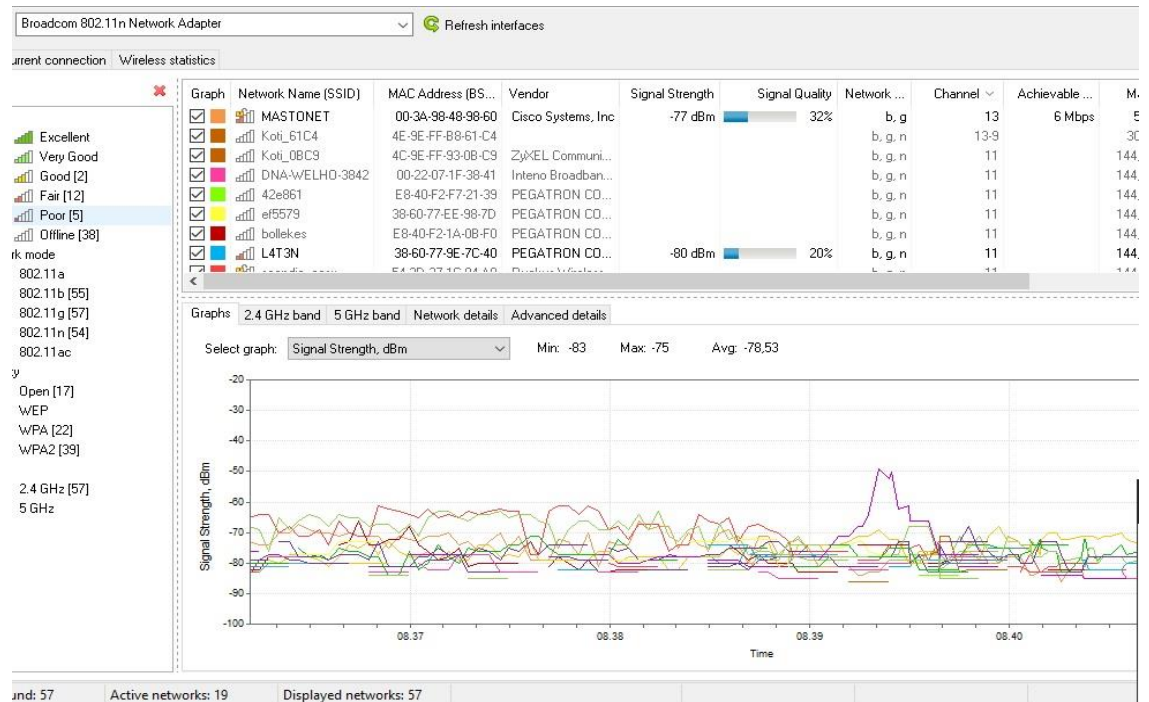 Broadcom 802.11n Network Adapter Refresh interfaces
urrent connection Wireless statistics
Excellent
Very Good
Good [2]
Fair [12]
Poor [5]
Offline [38]
rk mode
802.11a
802.11b [55]
802.11g [57]
802.11n [54]
802.11ac
y
Open [17]
WEP
WPA [22]
WPA2 [39]
2.4 GHz [57]
5 GHz
Graph Network Name (SSID) MAC Address (BS... Vendor Signal Strength Signal Quality Network ... Channel Achievable ... M
MASTONET 00-3A-98-48-98-60 Cisco Systems, Inc -77 dBm 32% b, g 13 6 Mbps 5
Koti_61C4 4E-9E-FF-B8-61-C4 b, g, n 13-9 30
Koti_0BC9 4C-9E-FF-93-0B-C9 ZyXEL Communi... b, g, n 11 144,
DNA-WELHO-3842 00-22-07-1F-38-41 Inteno Broadban... b, g, n 11 144,
42e861 E8-40-F2-F7-21-39 PEGATRON CO... b, g, n 11 144,
ef5579 38-60-77-EE-98-7D PEGATRON CO... b, g, n 11 144,
bollekes E8-40-F2-1A-0B-F0 PEGATRON CO... b, g, n 11 144,
L4T3N 38-60-77-9E-7C-40 PEGATRON CO... -80 dBm 20% b, g, n 11 144,
Graphs 2.4 GHz band 5 GHz band Network details Advanced details
Select graph: Signal Strength, dBm Min: -83 Max: -75 Avg: -78,53
-20
-30
-40
-50
-60
-70
-80
-90
-100
Signal Strength, dBm
08.37 08.38 08.39 08.40
Time
und: 57 Active networks: 19 Displayed networks: 57